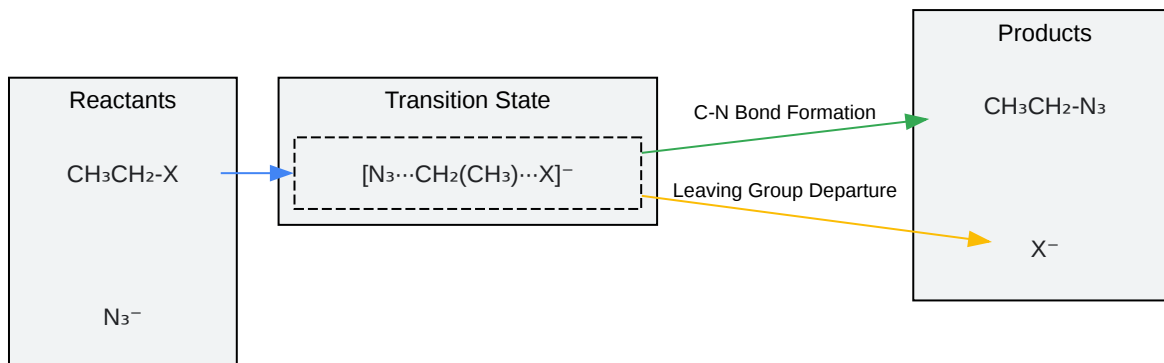 Reactants
CH₃CH₂-X
N₃⁻
Transition State
[N₃···CH₂(CH₃)···X]⁻
C-N Bond Formation
Leaving Group Departure
Products
CH₃CH₂-N₃
X⁻